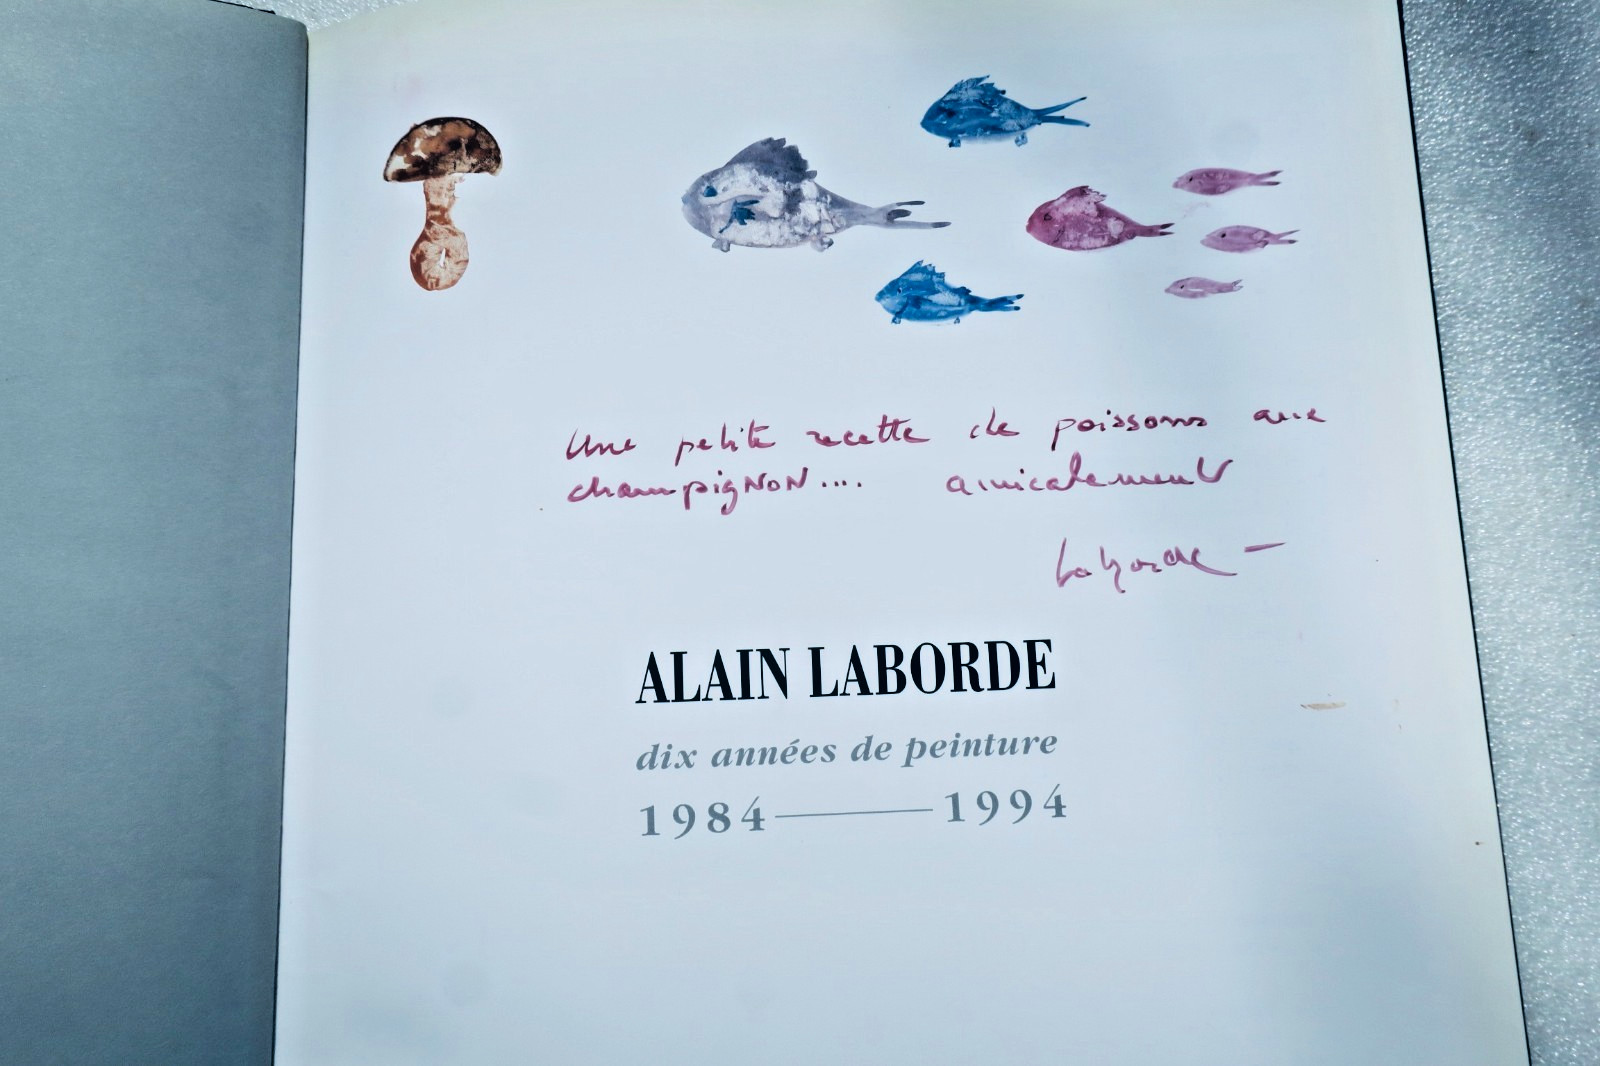 Une petite recette de poissons aux
champignon.... amicalement
Laborde
ALAIN LABORDE
dix années de peinture
1984 — 1994